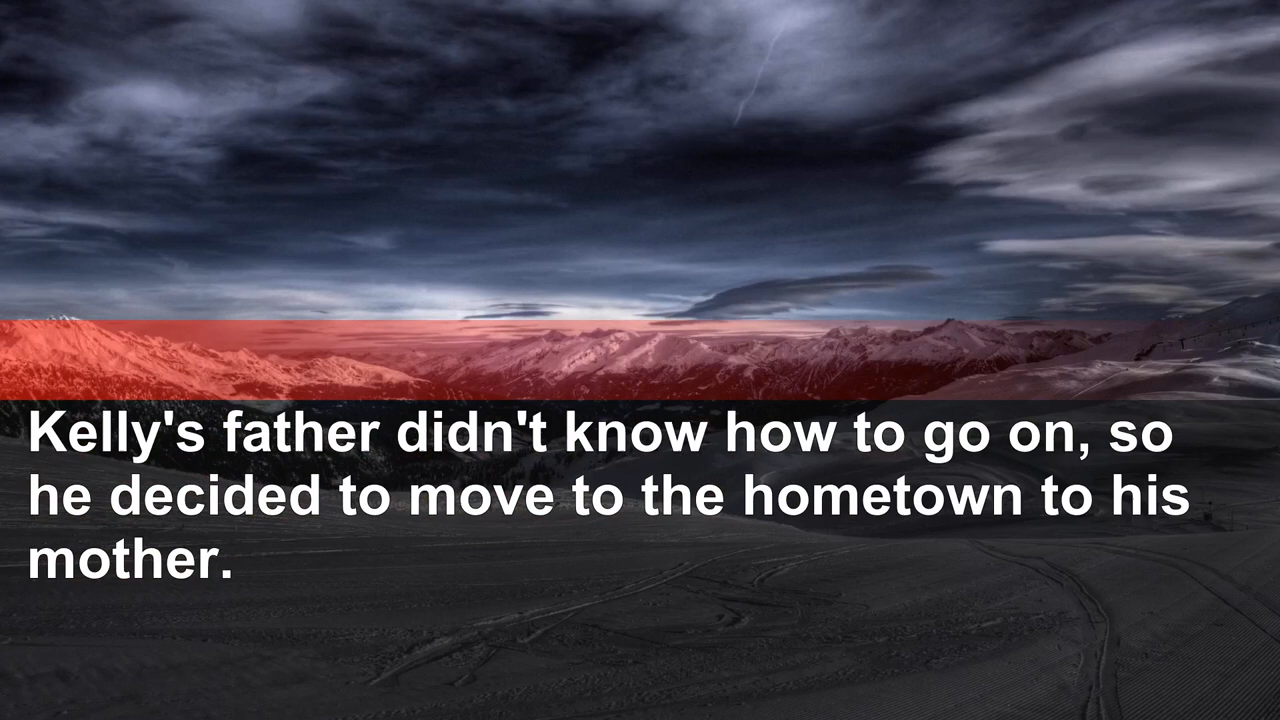 Kelly's father didn't know how to go on, so
he decided to move to the hometown to his
mother.